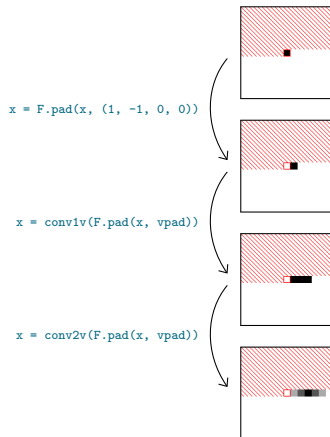 x = F.pad(x, (1, -1, 0, 0))
x = conv1v(F.pad(x, vpad))
x = conv2v(F.pad(x, vpad))